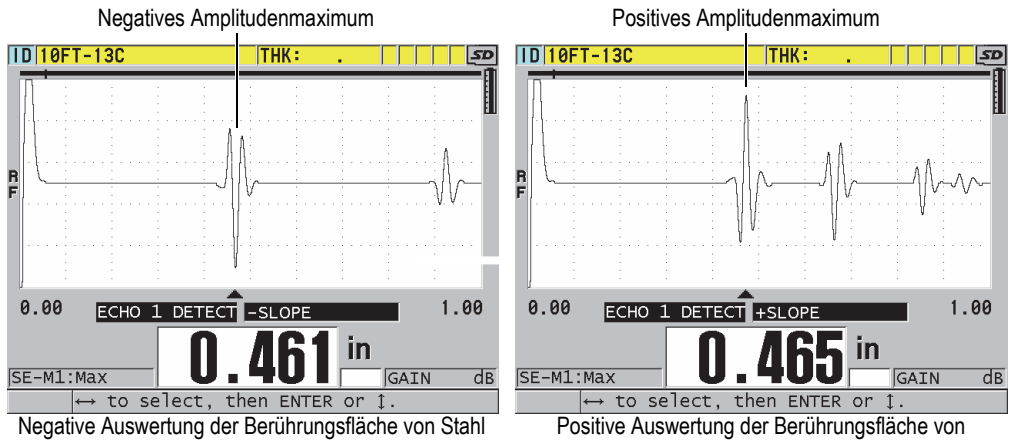 Negatives Amplitudenmaximum
ID 10FT-13C THK: . SD
RF
0.00 1.00
ECHO 1 DETECT -SLOPE
0.461 in
SE-M1:Max GAIN dB
↔ to select, then ENTER or ↕.
Negative Auswertung der Berührungsfläche von Stahl
Positives Amplitudenmaximum
ID 10FT-13C THK: . SD
RF
0.00 1.00
ECHO 1 DETECT +SLOPE
0.465 in
SE-M1:Max GAIN dB
↔ to select, then ENTER or ↕.
Positive Auswertung der Berührungsfläche von